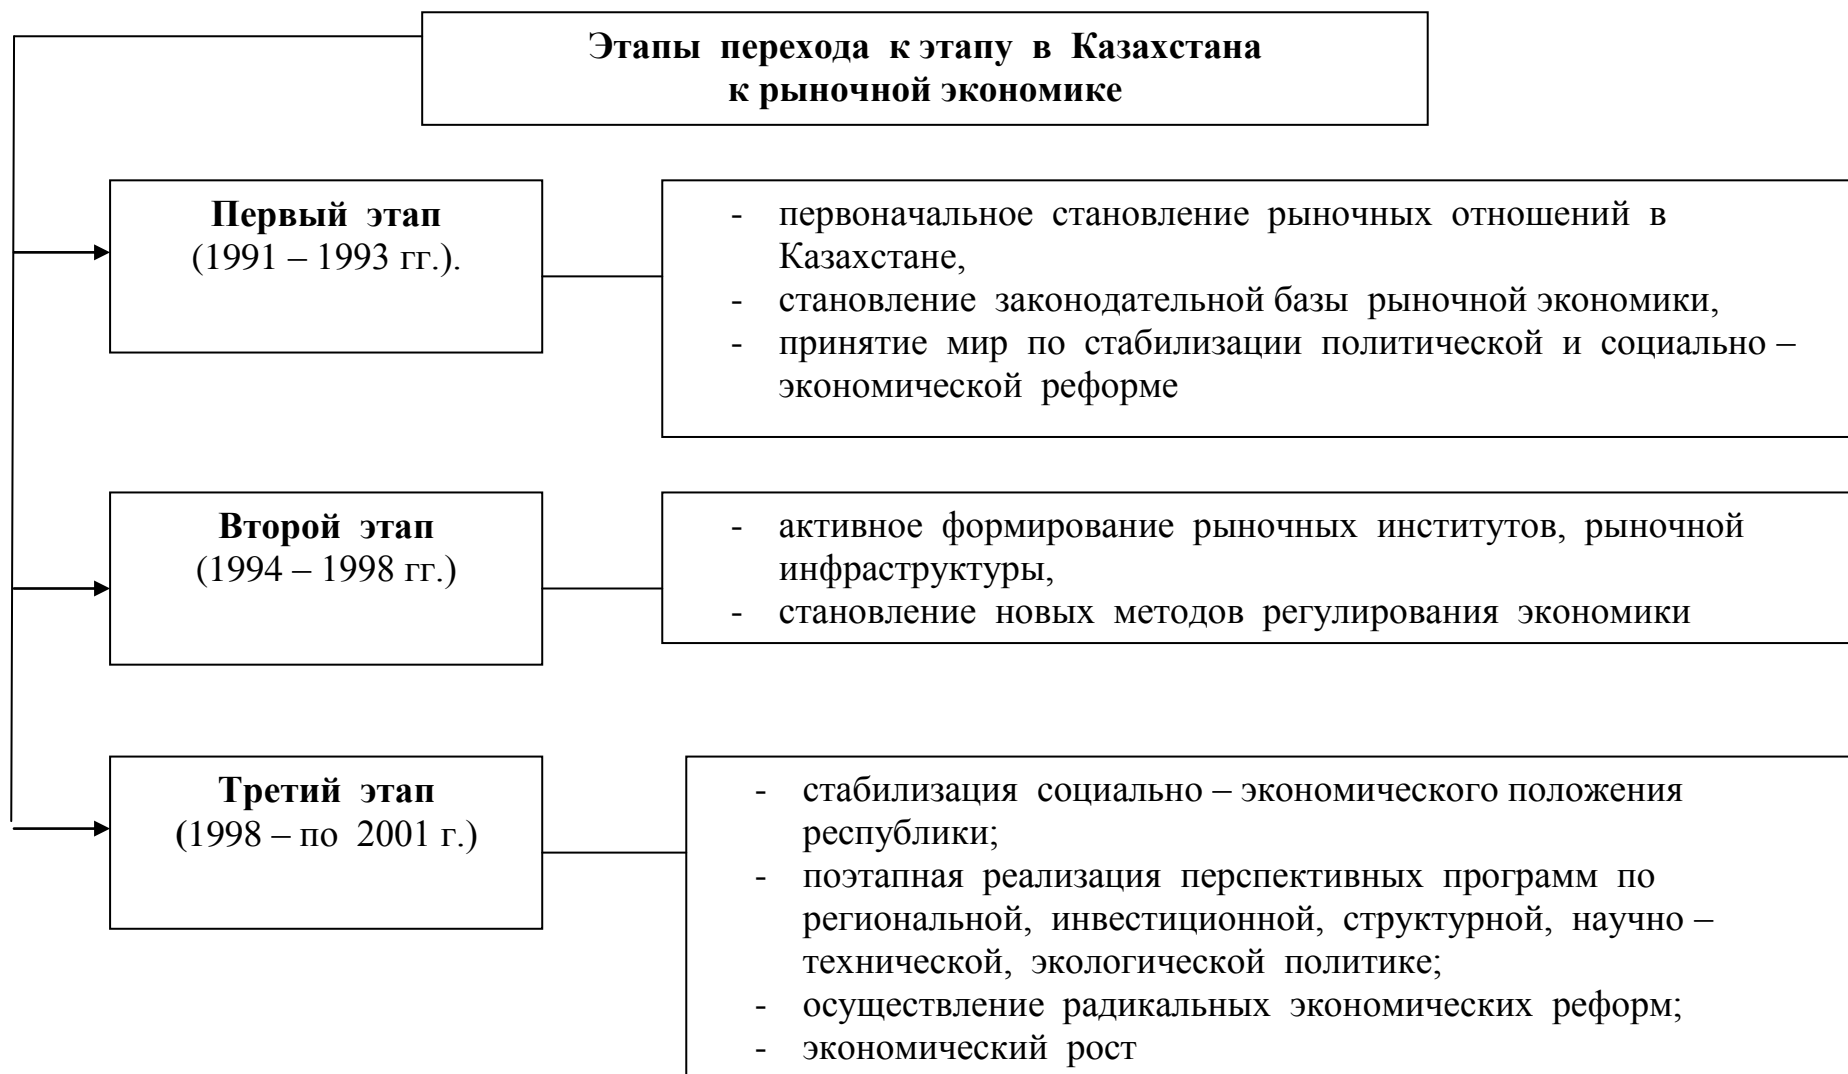 Этапы перехода к этапу в Казахстана
к рыночной экономике
Первый этап
(1991 – 1993 гг.).
- первоначальное становление рыночных отношений в
Казахстане,
- становление законодательной базы рыночной экономики,
- принятие мир по стабилизации политической и социально –
экономической реформе
Второй этап
(1994 – 1998 гг.)
- активное формирование рыночных институтов, рыночной
инфраструктуры,
- становление новых методов регулирования экономики
Третий этап
(1998 – по 2001 г.)
- стабилизация социально – экономического положения
республики;
- поэтапная реализация перспективных программ по
региональной, инвестиционной, структурной, научно –
технической, экологической политике;
- осуществление радикальных экономических реформ;
- экономический рост